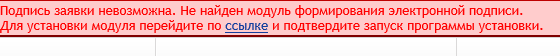 Подпись заявки невозможна. Не найден модуль формирования электронной подписи.
Для установки модуля перейдите по ссылке и подтвердите запуск программы установки.